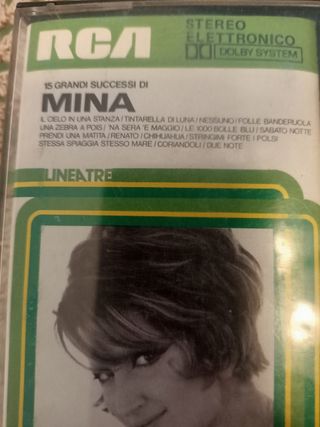 RCA
STEREO
ELETTRONICO
DOLBY SYSTEM
15 GRANDI SUCCESSI DI
MINA
IL CIELO IN UNA STANZA / TINTARELLA DI LUNA / NESSUNO / FOLLE BANDERUOLA
UNA ZEBRA A POIS / 'NA SERA 'E MAGGIO / LE 1000 BOLLE BLU / SABATO NOTTE
PRENDI UNA MATITA / RENATO / CHIHUAHUA / STRINGIMI FORTE I POLSI
STESSA SPIAGGIA STESSO MARE / CORIANDOLI / DUE NOTE
LINEATRE